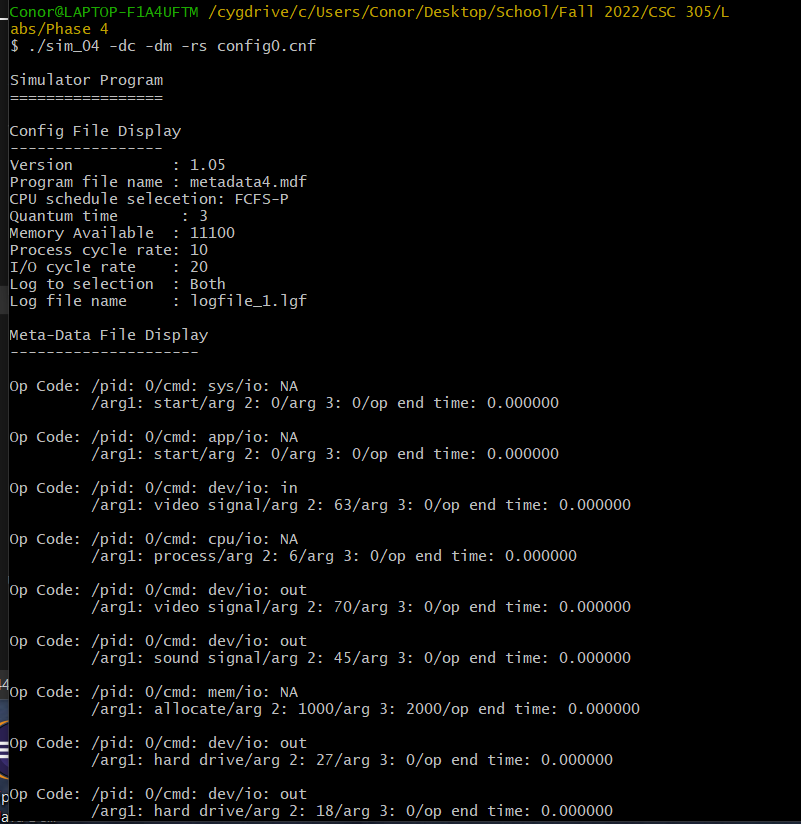 Conor@LAPTOP-F1A4UFTM /cygdrive/c/Users/Conor/Desktop/School/Fall 2022/CSC 305/L
abs/Phase 4
$ ./sim_04 -dc -dm -rs config0.cnf
Simulator Program
=================
Config File Display
-----------------
Version           : 1.05
Program file name : metadata4.mdf
CPU schedule selecetion: FCFS-P
Quantum time       : 3
Memory Available  : 11100
Process cycle rate: 10
I/O cycle rate    : 20
Log to selection  : Both
Log file name     : logfile_1.lgf
Meta-Data File Display
---------------------
Op Code: /pid: 0/cmd: sys/io: NA
         /arg1: start/arg 2: 0/arg 3: 0/op end time: 0.000000
Op Code: /pid: 0/cmd: app/io: NA
         /arg1: start/arg 2: 0/arg 3: 0/op end time: 0.000000
Op Code: /pid: 0/cmd: dev/io: in
         /arg1: video signal/arg 2: 63/arg 3: 0/op end time: 0.000000
Op Code: /pid: 0/cmd: cpu/io: NA
         /arg1: process/arg 2: 6/arg 3: 0/op end time: 0.000000
Op Code: /pid: 0/cmd: dev/io: out
         /arg1: video signal/arg 2: 70/arg 3: 0/op end time: 0.000000
Op Code: /pid: 0/cmd: dev/io: out
         /arg1: sound signal/arg 2: 45/arg 3: 0/op end time: 0.000000
Op Code: /pid: 0/cmd: mem/io: NA
         /arg1: allocate/arg 2: 1000/arg 3: 2000/op end time: 0.000000
Op Code: /pid: 0/cmd: dev/io: out
         /arg1: hard drive/arg 2: 27/arg 3: 0/op end time: 0.000000
Op Code: /pid: 0/cmd: dev/io: out
         /arg1: hard drive/arg 2: 18/arg 3: 0/op end time: 0.000000